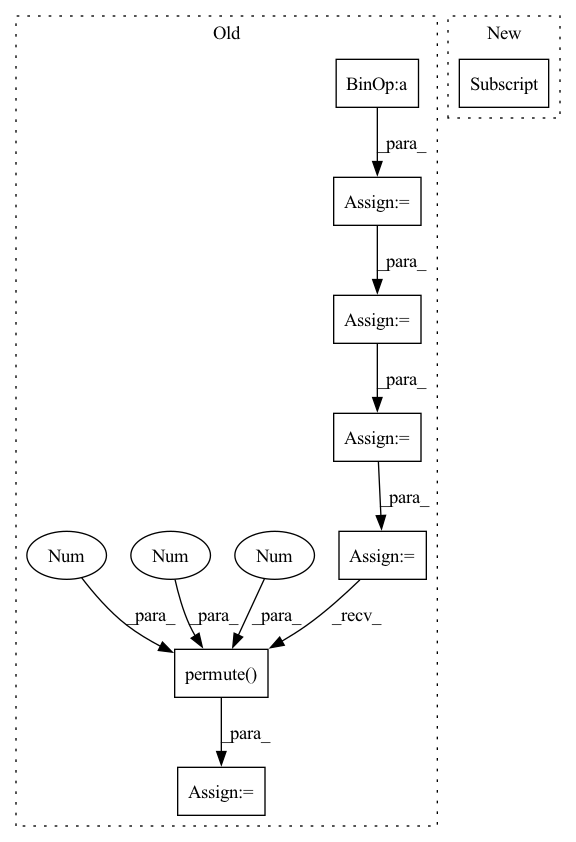 Old
New
BinOp:a
Subscript
_para_
Assign:=
_para_
Assign:=
_para_
Assign:=
_para_
Num
Num
Num
Assign:=
_para_
_para_
_para_
_recv_
permute()
_para_
Assign:=